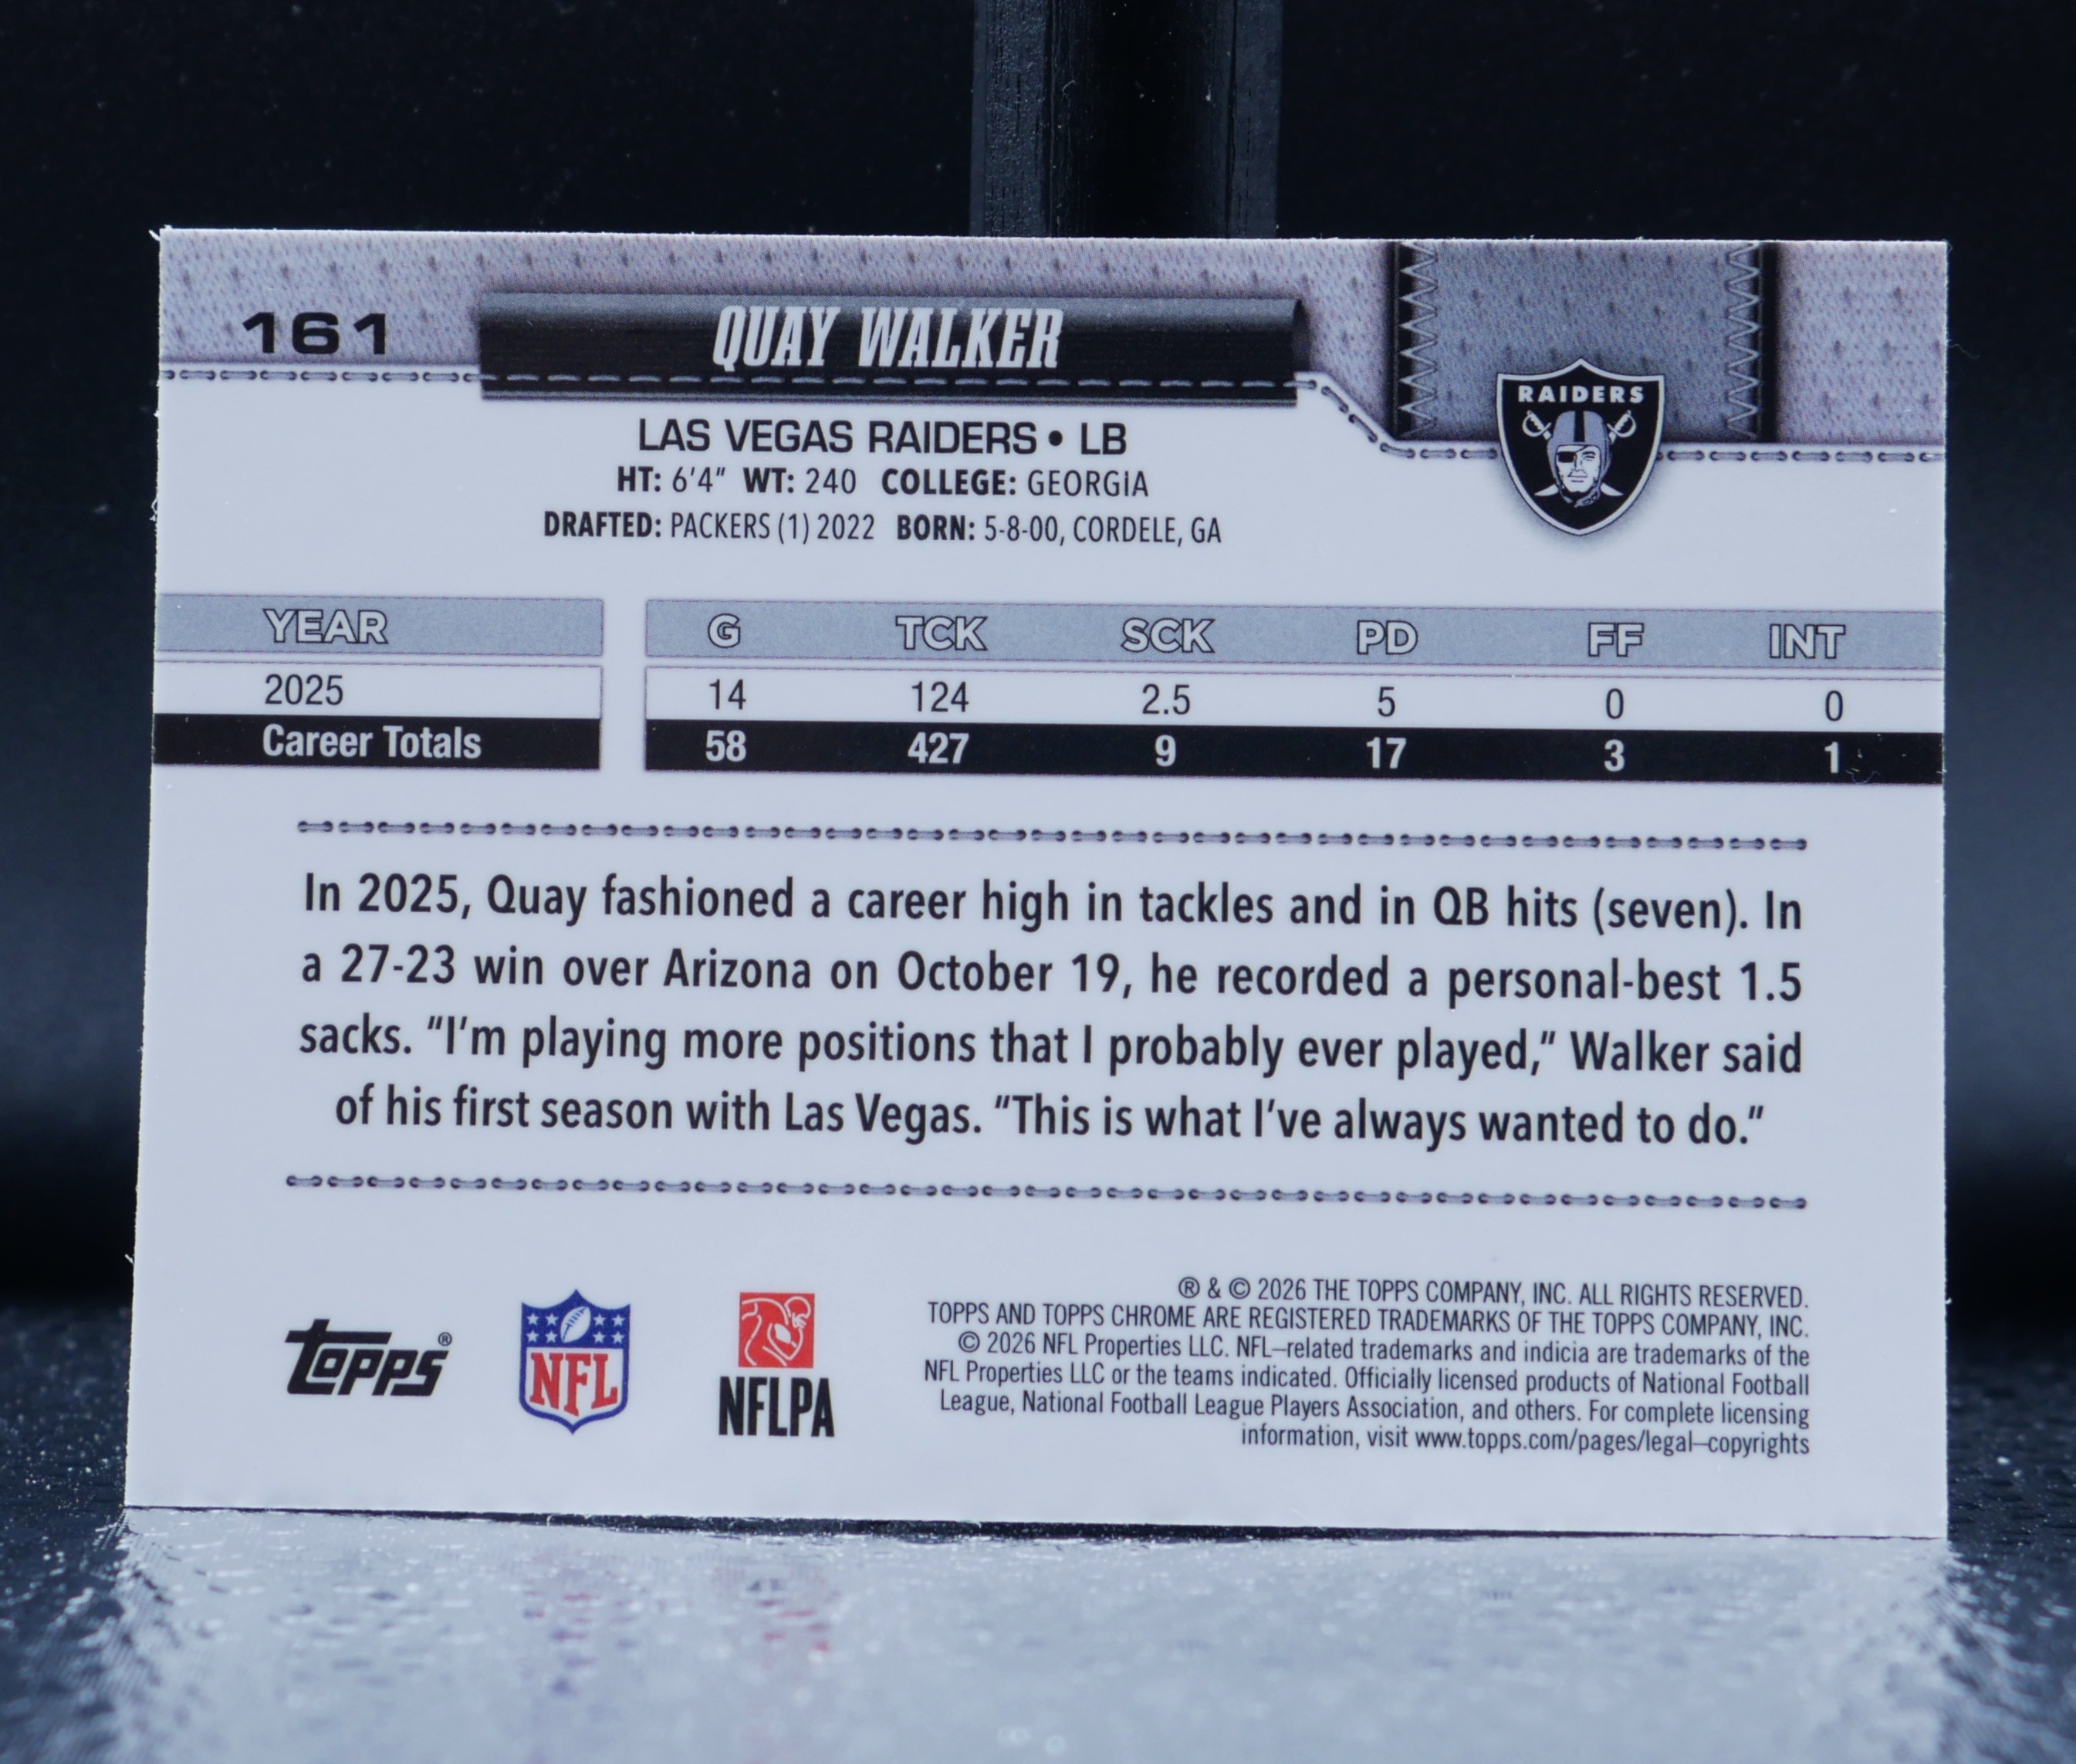 161
QUAY WALKER
RAIDERS
LAS VEGAS RAIDERS • LB
HT: 6'4" WT: 240 COLLEGE: GEORGIA
DRAFTED: PACKERS (1) 2022 BORN: 5-8-00, CORDELE, GA
YEAR G TCK SCK PD FF INT
2025 14 124 2.5 5 0 0
Career Totals 58 427 9 17 3 1
In 2025, Quay fashioned a career high in tackles and in QB hits (seven). In
a 27-23 win over Arizona on October 19, he recorded a personal-best 1.5
sacks. "I'm playing more positions that I probably ever played," Walker said
of his first season with Las Vegas. "This is what I've always wanted to do."
Topps®
NFL
NFLPA
® & © 2026 THE TOPPS COMPANY, INC. ALL RIGHTS RESERVED.
TOPPS AND TOPPS CHROME ARE REGISTERED TRADEMARKS OF THE TOPPS COMPANY, INC.
© 2026 NFL Properties LLC. NFL–related trademarks and indicia are trademarks of the
NFL Properties LLC or the teams indicated. Officially licensed products of National Football
League, National Football League Players Association, and others. For complete licensing
information, visit www.topps.com/pages/legal–copyrights